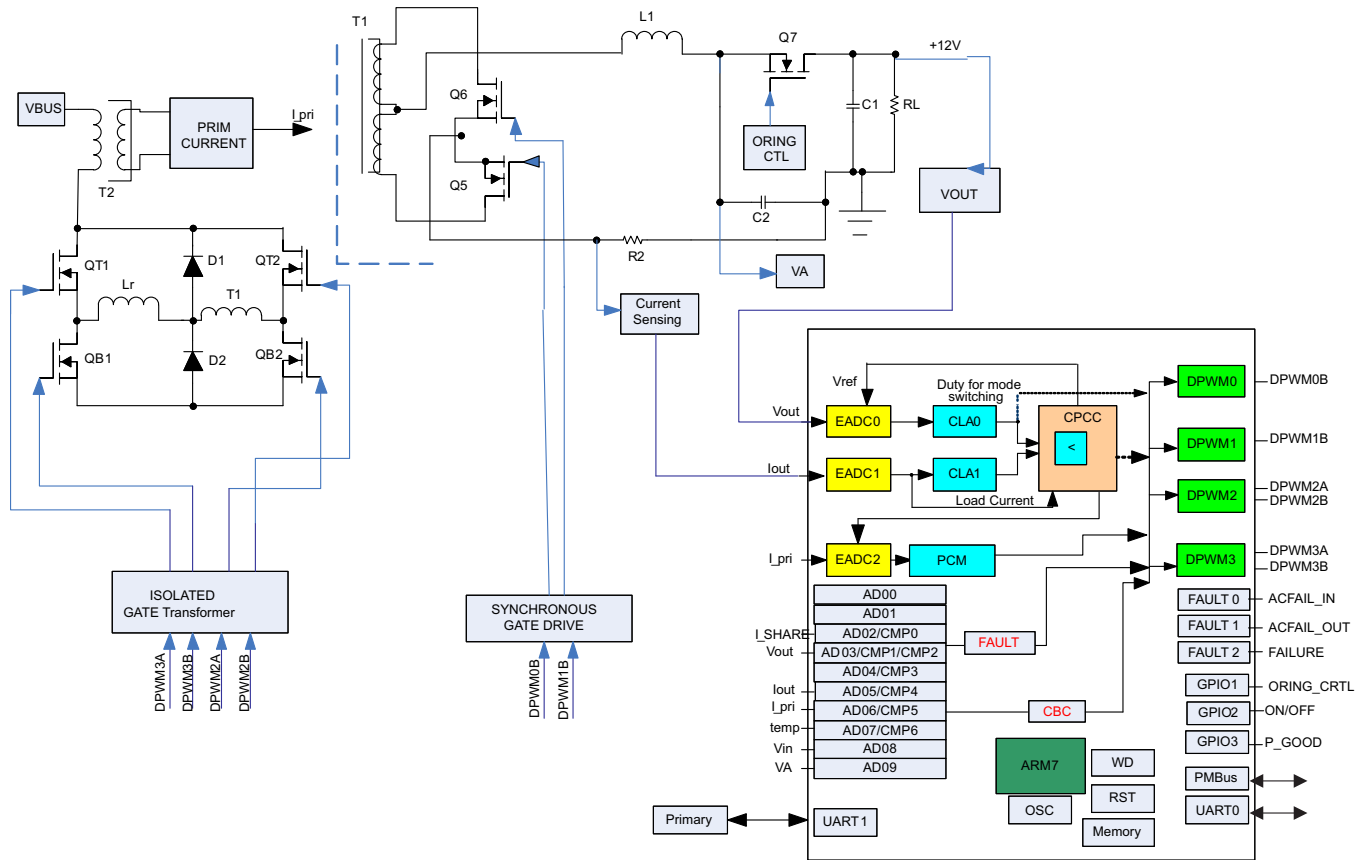 T1
L1
Q7
+12V
VBUS
PRIM
CURRENT
I_pri
Q6
C1
RL
ORING
CTL
T2
Q5
VOUT
C2
R2
VA
QT1
D1
QT2
Lr
T1
Current
Sensing
QB1
D2
QB2
Vref
Duty for mode
switching
DPWM0
DPWM0B
Vout
EADC0
CLA0
CPCC
<
DPWM1
DPWM1B
Iout
EADC1
CLA1
Load Current
DPWM2
DPWM2A
DPWM2B
I_pri
EADC2
PCM
DPWM3
DPWM3A
DPWM3B
ISOLATED
GATE Transformer
SYNCHRONOUS
GATE DRIVE
DPWM3A
DPWM3B
DPWM2A
DPWM2B
DPWM0B
DPWM1B
AD00
AD01
I_SHARE
AD02/CMP0
Vout
AD03/CMP1/CMP2
AD04/CMP3
Iout
AD05/CMP4
I_pri
AD06/CMP5
temp
AD07/CMP6
Vin
AD08
VA
AD09
FAULT
CBC
FAULT 0
ACFAIL_IN
FAULT 1
ACFAIL_OUT
FAULT 2
FAILURE
GPIO1
ORING_CRTL
GPIO2
ON/OFF
GPIO3
P_GOOD
ARM7
WD
PMBus
OSC
RST
UART0
Memory
Primary
UART 1